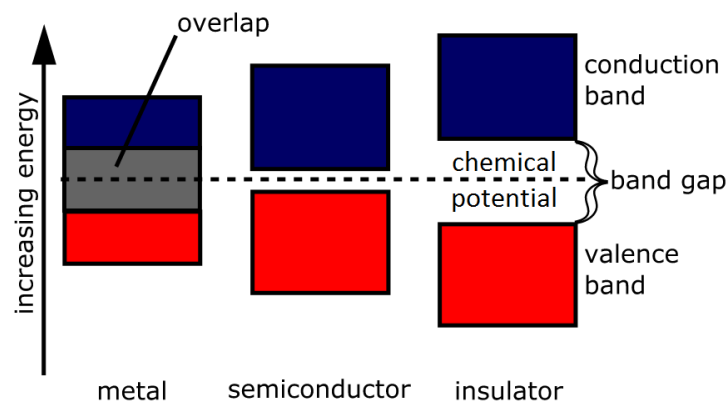 overlap
increasing energy
conduction
band
chemical
potential
band gap
valence
band
metal
semiconductor
insulator